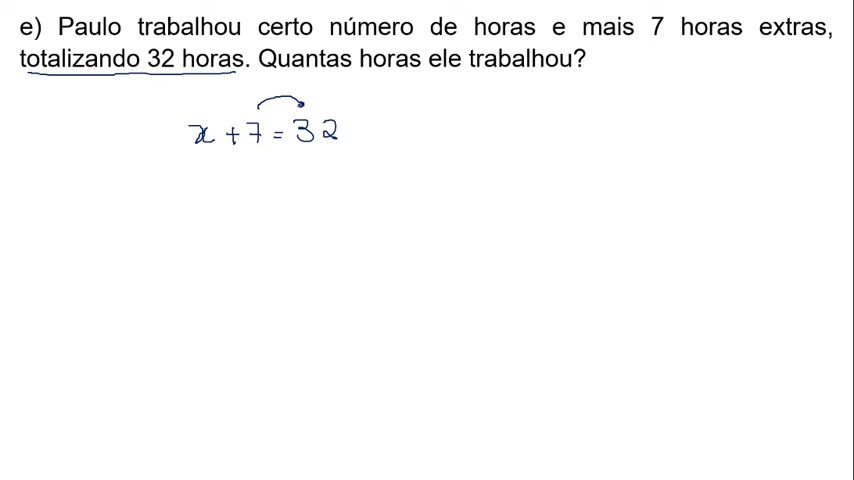 e) Paulo trabalhou certo número de horas e mais 7 horas extras,
totalizando 32 horas. Quantas horas ele trabalhou?
x + 7 = 32